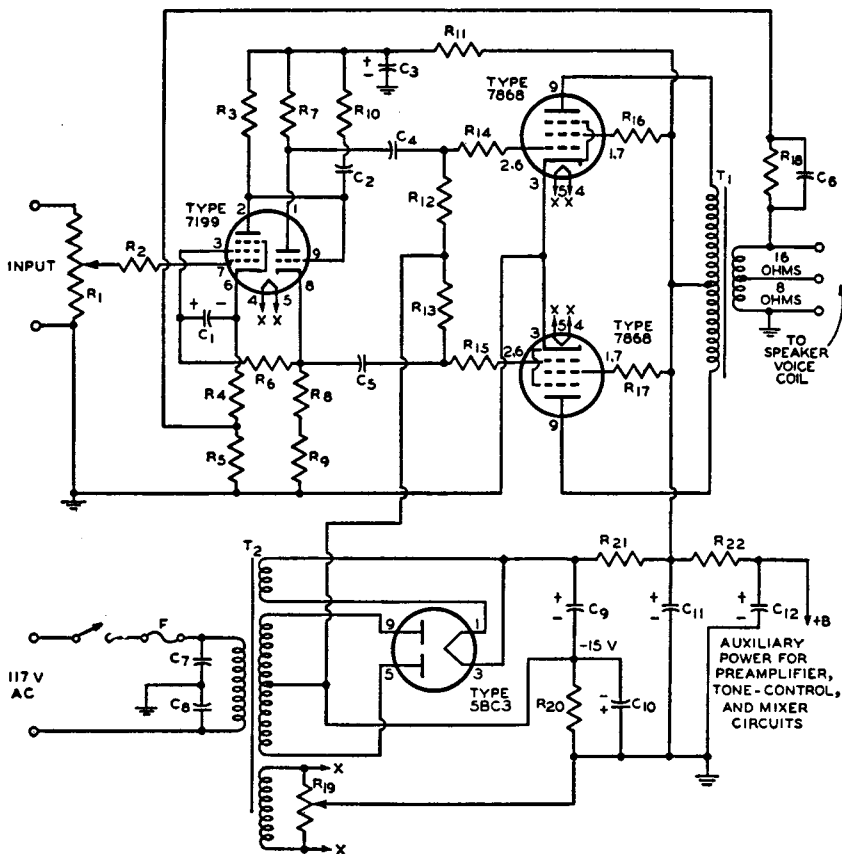 R11
+
-
C3
R3
R7
R10
C4
R14
C2
TYPE
7868
9
R16
2.6
1.7
3
5
4
X X
R18
C6
T1
TYPE
7199
2
1
3
7
9
6
4
5
8
X X
R12
INPUT
R1
R2
+
-
C1
R6
R13
16
OHMS
8
OHMS
TO
SPEAKER
VOICE
COIL
X X
3
5
4
TYPE
7868
2.6
1.7
R15
R17
9
C5
R4
R8
R5
R9
T2
R21
R22
+
-
C9
+
-
C11
+
-
C12
+B
F
9
1
5
3
TYPE
5BC3
-15 V
C7
C8
117 V
AC
R20
-
+
C10
AUXILIARY
POWER FOR
PREAMPLIFIER,
TONE-CONTROL,
AND MIXER
CIRCUITS
X
R19
X